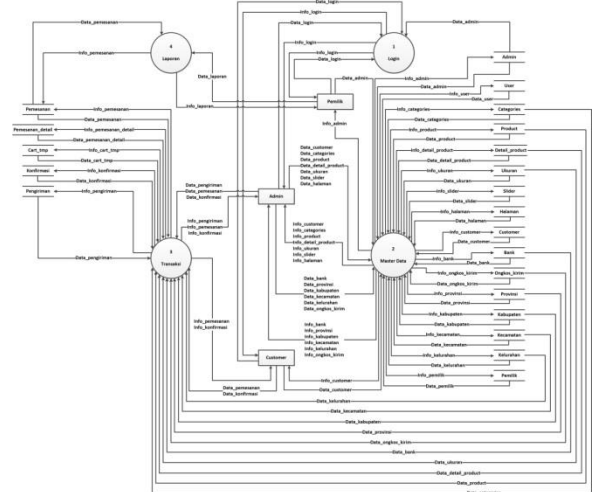 Data_login
Data_pemesanan
Info_login
Data_login
Data_admin
4
Laporan
1
Login
Info_pemesanan
Info_login
Info_login
Data_login
Data_laporan
Data_admin
Info_admin
Admin
Info_user
Data_user
User
Info_laporan
Pemilik
Info_admin
Pemesanan
Info_pemesanan
Data_pemesanan
Pemesanan_detail
Info_pemesanan_detail
Data_pemesanan_detail
Cart_tmp
Info_cart_tmp
Data_cart_tmp
Konfirmasi
Info_konfirmasi
Data_konfirmasi
Pengiriman
Info_pengiriman
Data_pengiriman
Info_categories
Data_categories
Categories
Info_product
Data_product
Product
Info_detail_product
Data_detail_product
Detail_product
Info_ukuran
Data_ukuran
Ukuran
Info_slider
Data_slider
Slider
Info_halaman
Data_halaman
Halaman
Info_customer
Data_customer
Customer
Info_bank
Data_bank
Bank
Info_ongkos_kirim
Data_ongkos_kirim
Ongkos_kirim
Info_provinsi
Data_provinsi
Provinsi
Info_kabupaten
Data_kabupaten
Kabupaten
Info_kecamatan
Data_kecamatan
Kecamatan
Info_kelurahan
Data_kelurahan
Kelurahan
Info_pemilik
Data_pemilik
Pemilik
Data_customer
Data_categories
Data_product
Data_detail_product
Data_ukuran
Data_slider
Data_halaman
Data_pengiriman
Data_pemesanan
Data_konfirmasi
Admin
Info_pengiriman
Info_pemesanan
Info_konfirmasi
Info_customer
Info_categories
Info_product
Info_detail_product
Info_ukuran
Info_slider
Info_halaman
3
Transaksi
2
Master Data
Data_bank
Data_provinsi
Data_kabupaten
Data_kecamatan
Data_kelurahan
Data_ongkos_kirim
Info_pemesanan
Info_konfirmasi
Info_bank
Info_provinsi
Info_kabupaten
Info_kecamatan
Info_kelurahan
Info_ongkos_kirim
Customer
Data_pemesanan
Data_konfirmasi
Info_customer
Data_customer
Data_kelurahan
Data_kecamatan
Data_kabupaten
Data_provinsi
Data_ongkos_kirim
Data_bank
Data_ukuran
Data_detail_product
Data_product